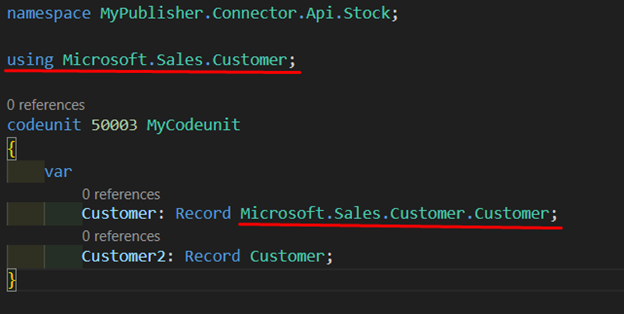 namespace MyPublisher.Connector.Api.Stock;
using Microsoft.Sales.Customer;
0 references
codeunit 50003 MyCodeunit
{
var
0 references
Customer: Record Microsoft.Sales.Customer.Customer;
0 references
Customer2: Record Customer;
}